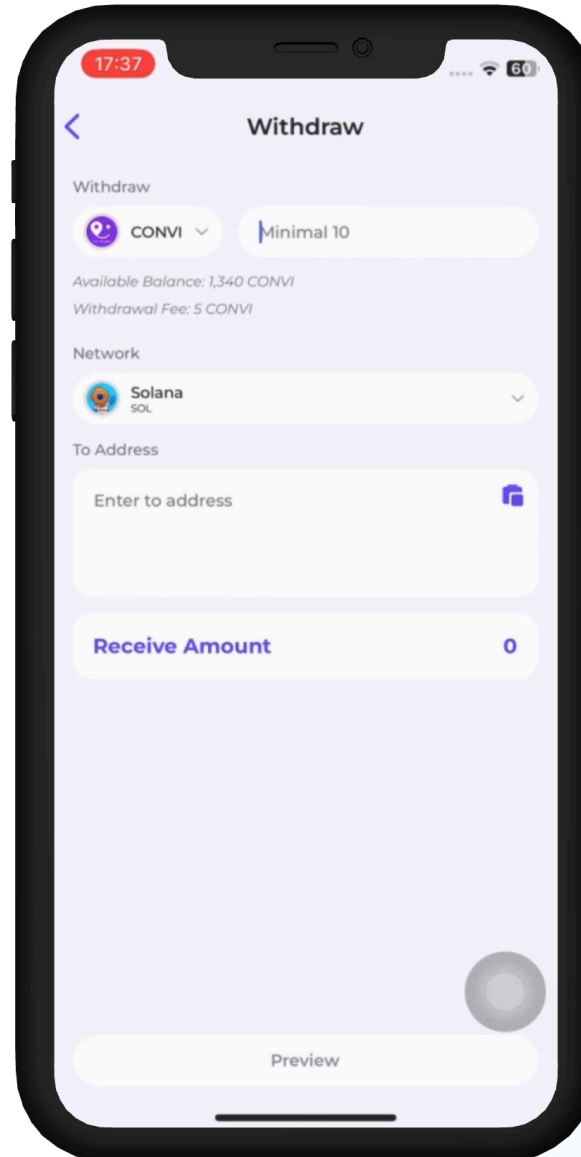 17:37
60
Withdraw
Withdraw
CONVI
Minimal 10
Available Balance: 1,340 CONVI
Withdrawal Fee: 5 CONVI
Network
Solana
SOL
To Address
Enter to address
Receive Amount 0
Preview